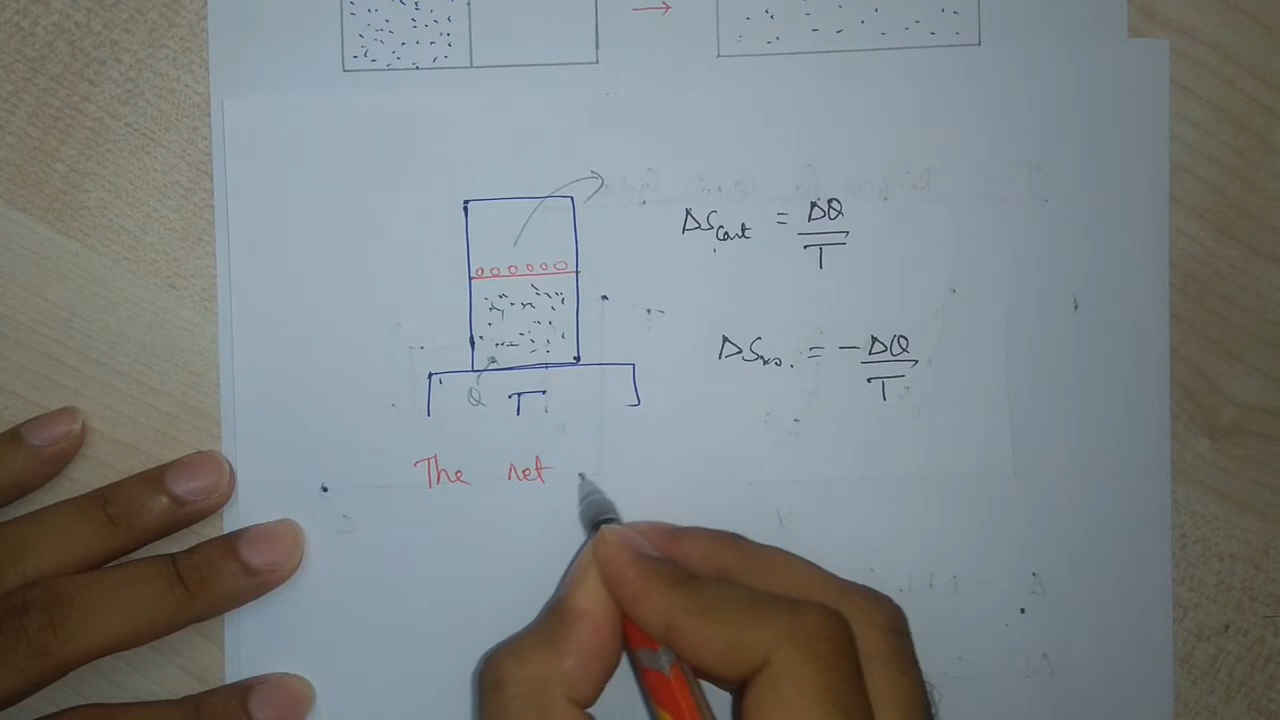 ΔS_Cont = ΔQ/T
ΔS_res. = -ΔQ/T
Q
T
The net